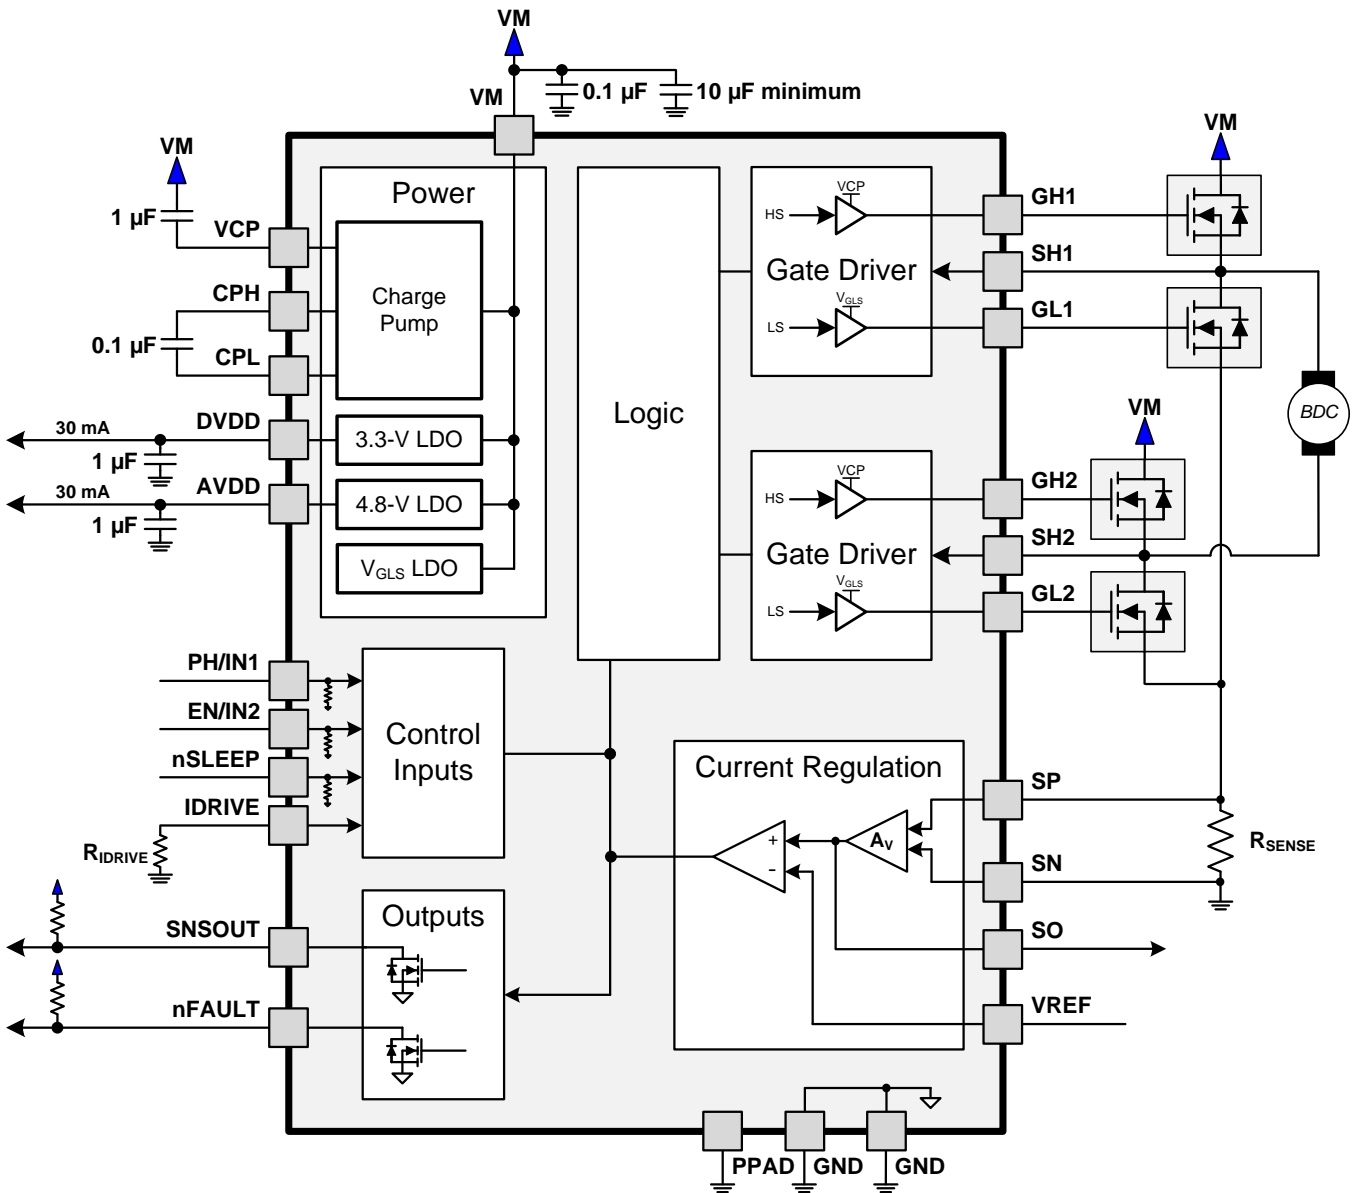 VM
VM
0.1 µF
10 µF minimum
VM
1 µF
VCP
CPH
0.1 µF
CPL
DVDD
30 mA
1 µF
AVDD
30 mA
1 µF
Power
Charge
Pump
3.3-V LDO
4.8-V LDO
VGLS LDO
Logic
VCP
HS
Gate Driver
VGLS
LS
VCP
HS
Gate Driver
VGLS
LS
GH1
SH1
GL1
VM
BDC
VM
GH2
SH2
GL2
PH/IN1
EN/IN2
nSLEEP
IDRIVE
RIDRIVE
Control
Inputs
SNSOUT
nFAULT
Outputs
Current Regulation
+
-
AV
SP
SN
RSENSE
SO
VREF
PPAD
GND
GND